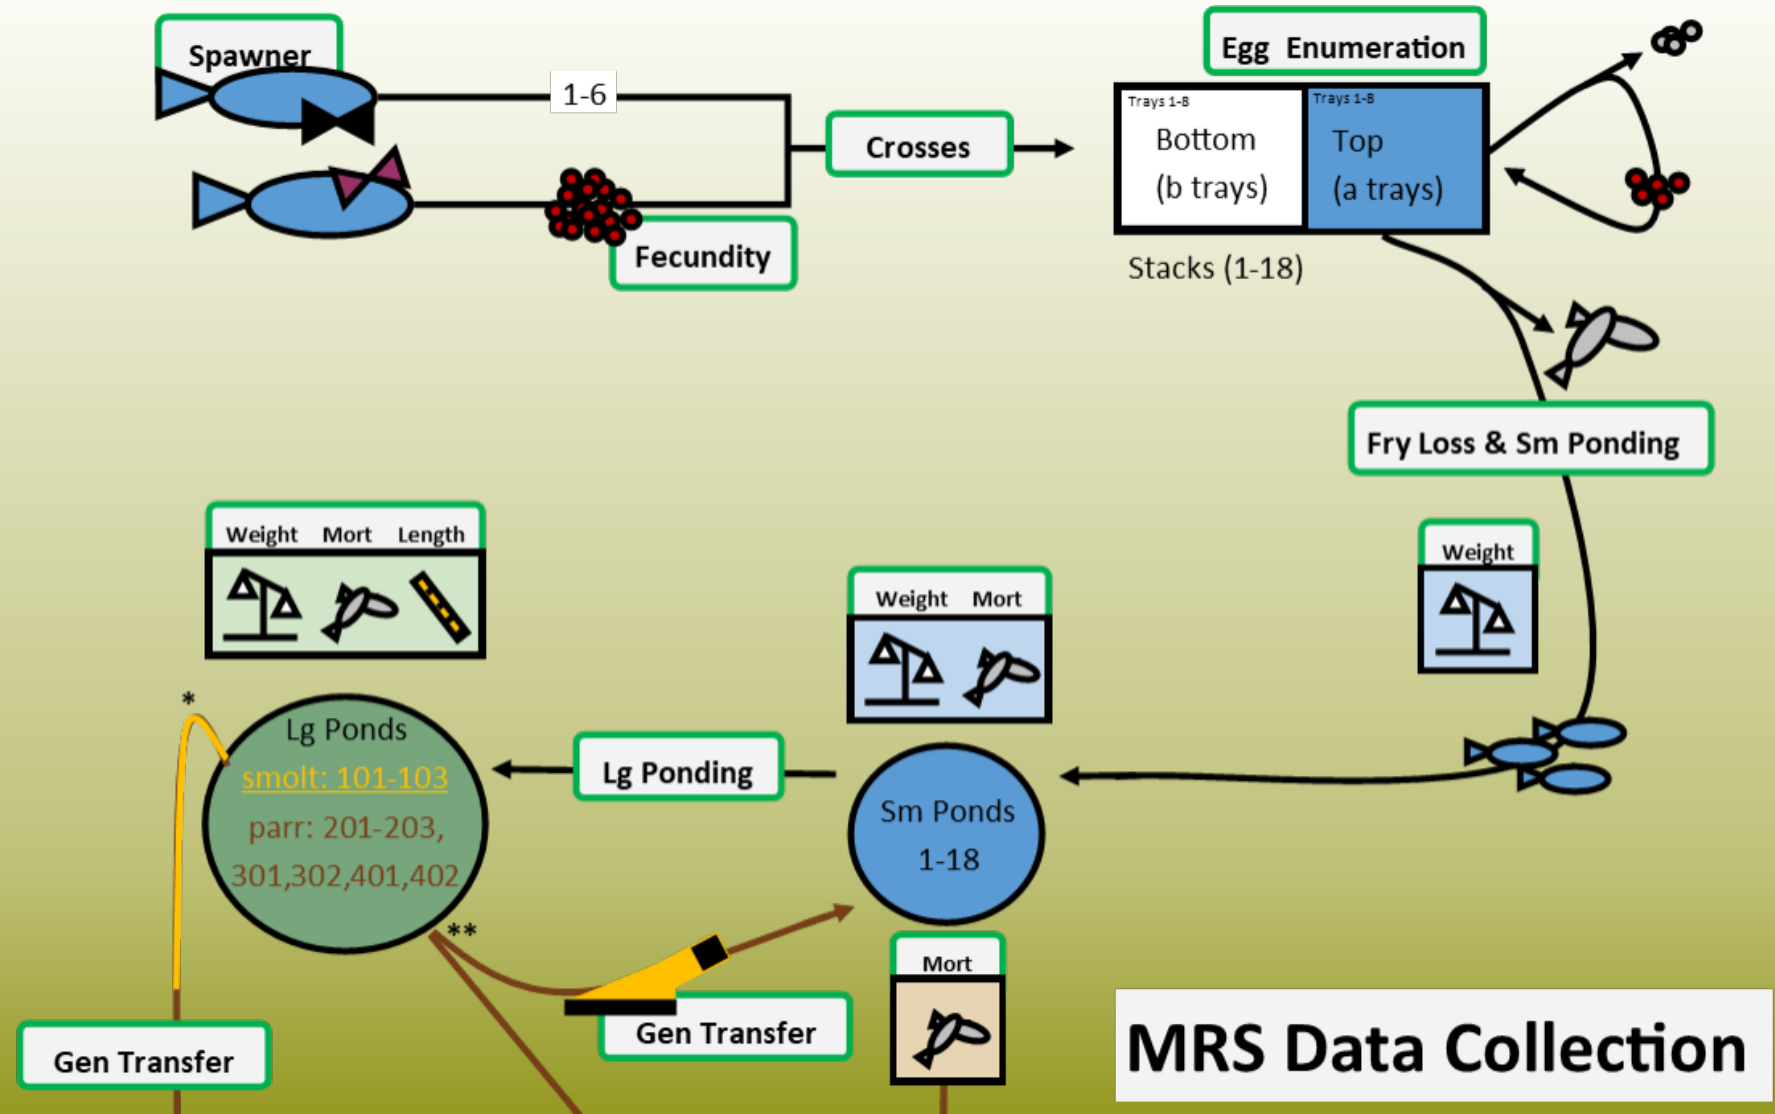 Spawner
1-6
Crosses
Fecundity
Egg Enumeration
Trays 1-8
Bottom
(b trays)
Trays 1-8
Top
(a trays)
Stacks (1-18)
Fry Loss & Sm Ponding
Weight
Weight Mort
Weight Mort Length
*
Lg Ponds
smolt: 101-103
parr: 201-203,
301,302,401,402
**
Lg Ponding
Sm Ponds
1-18
Mort
Gen Transfer
Gen Transfer
MRS Data Collection